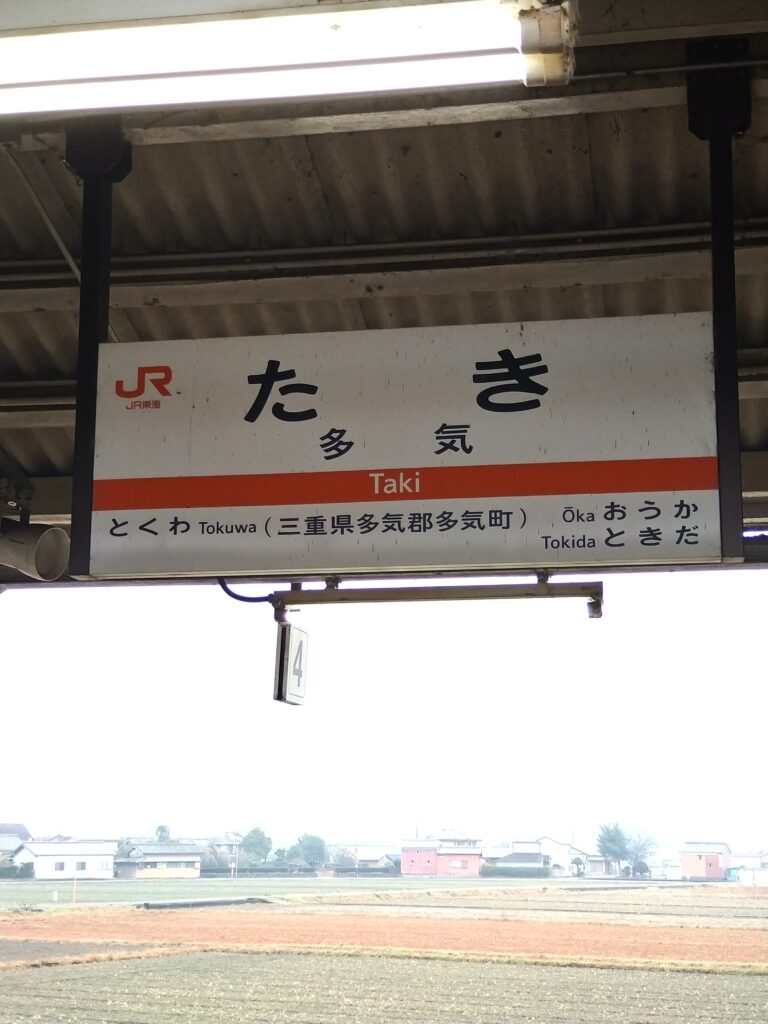 JR
JR東海
たき
多気
Taki
とくわ Tokuwa (三重県多気郡多気町) Ōka おうか
Tokida ときだ
4